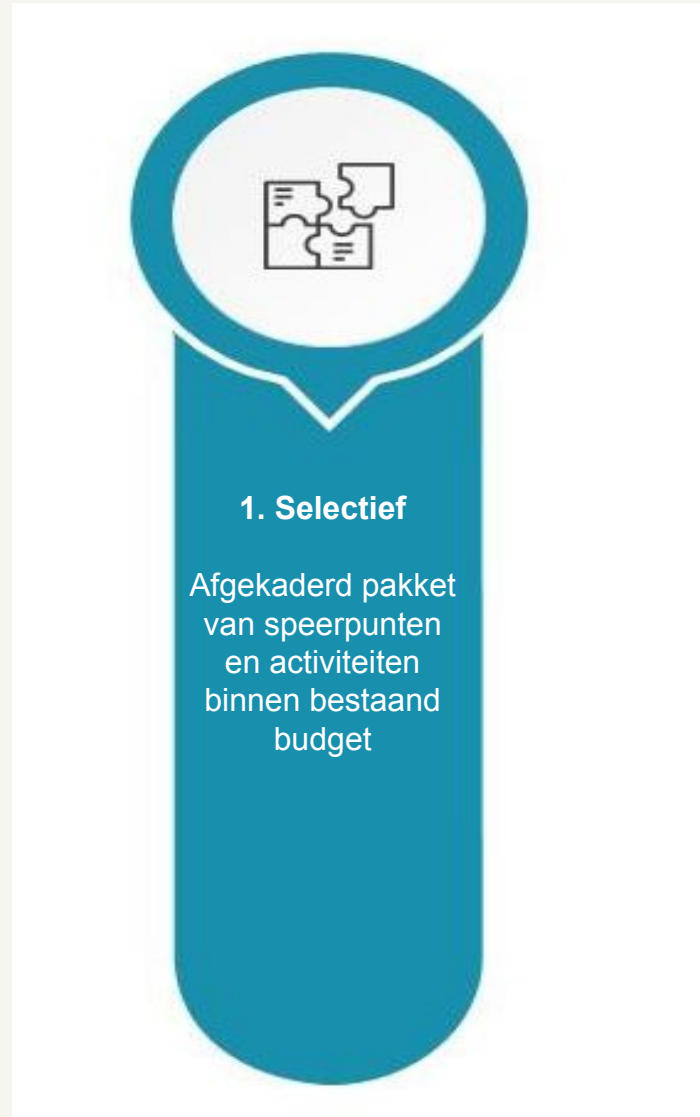 1. Selectief
Afgekaderd pakket
van speerpunten
en activiteiten
binnen bestaand
budget